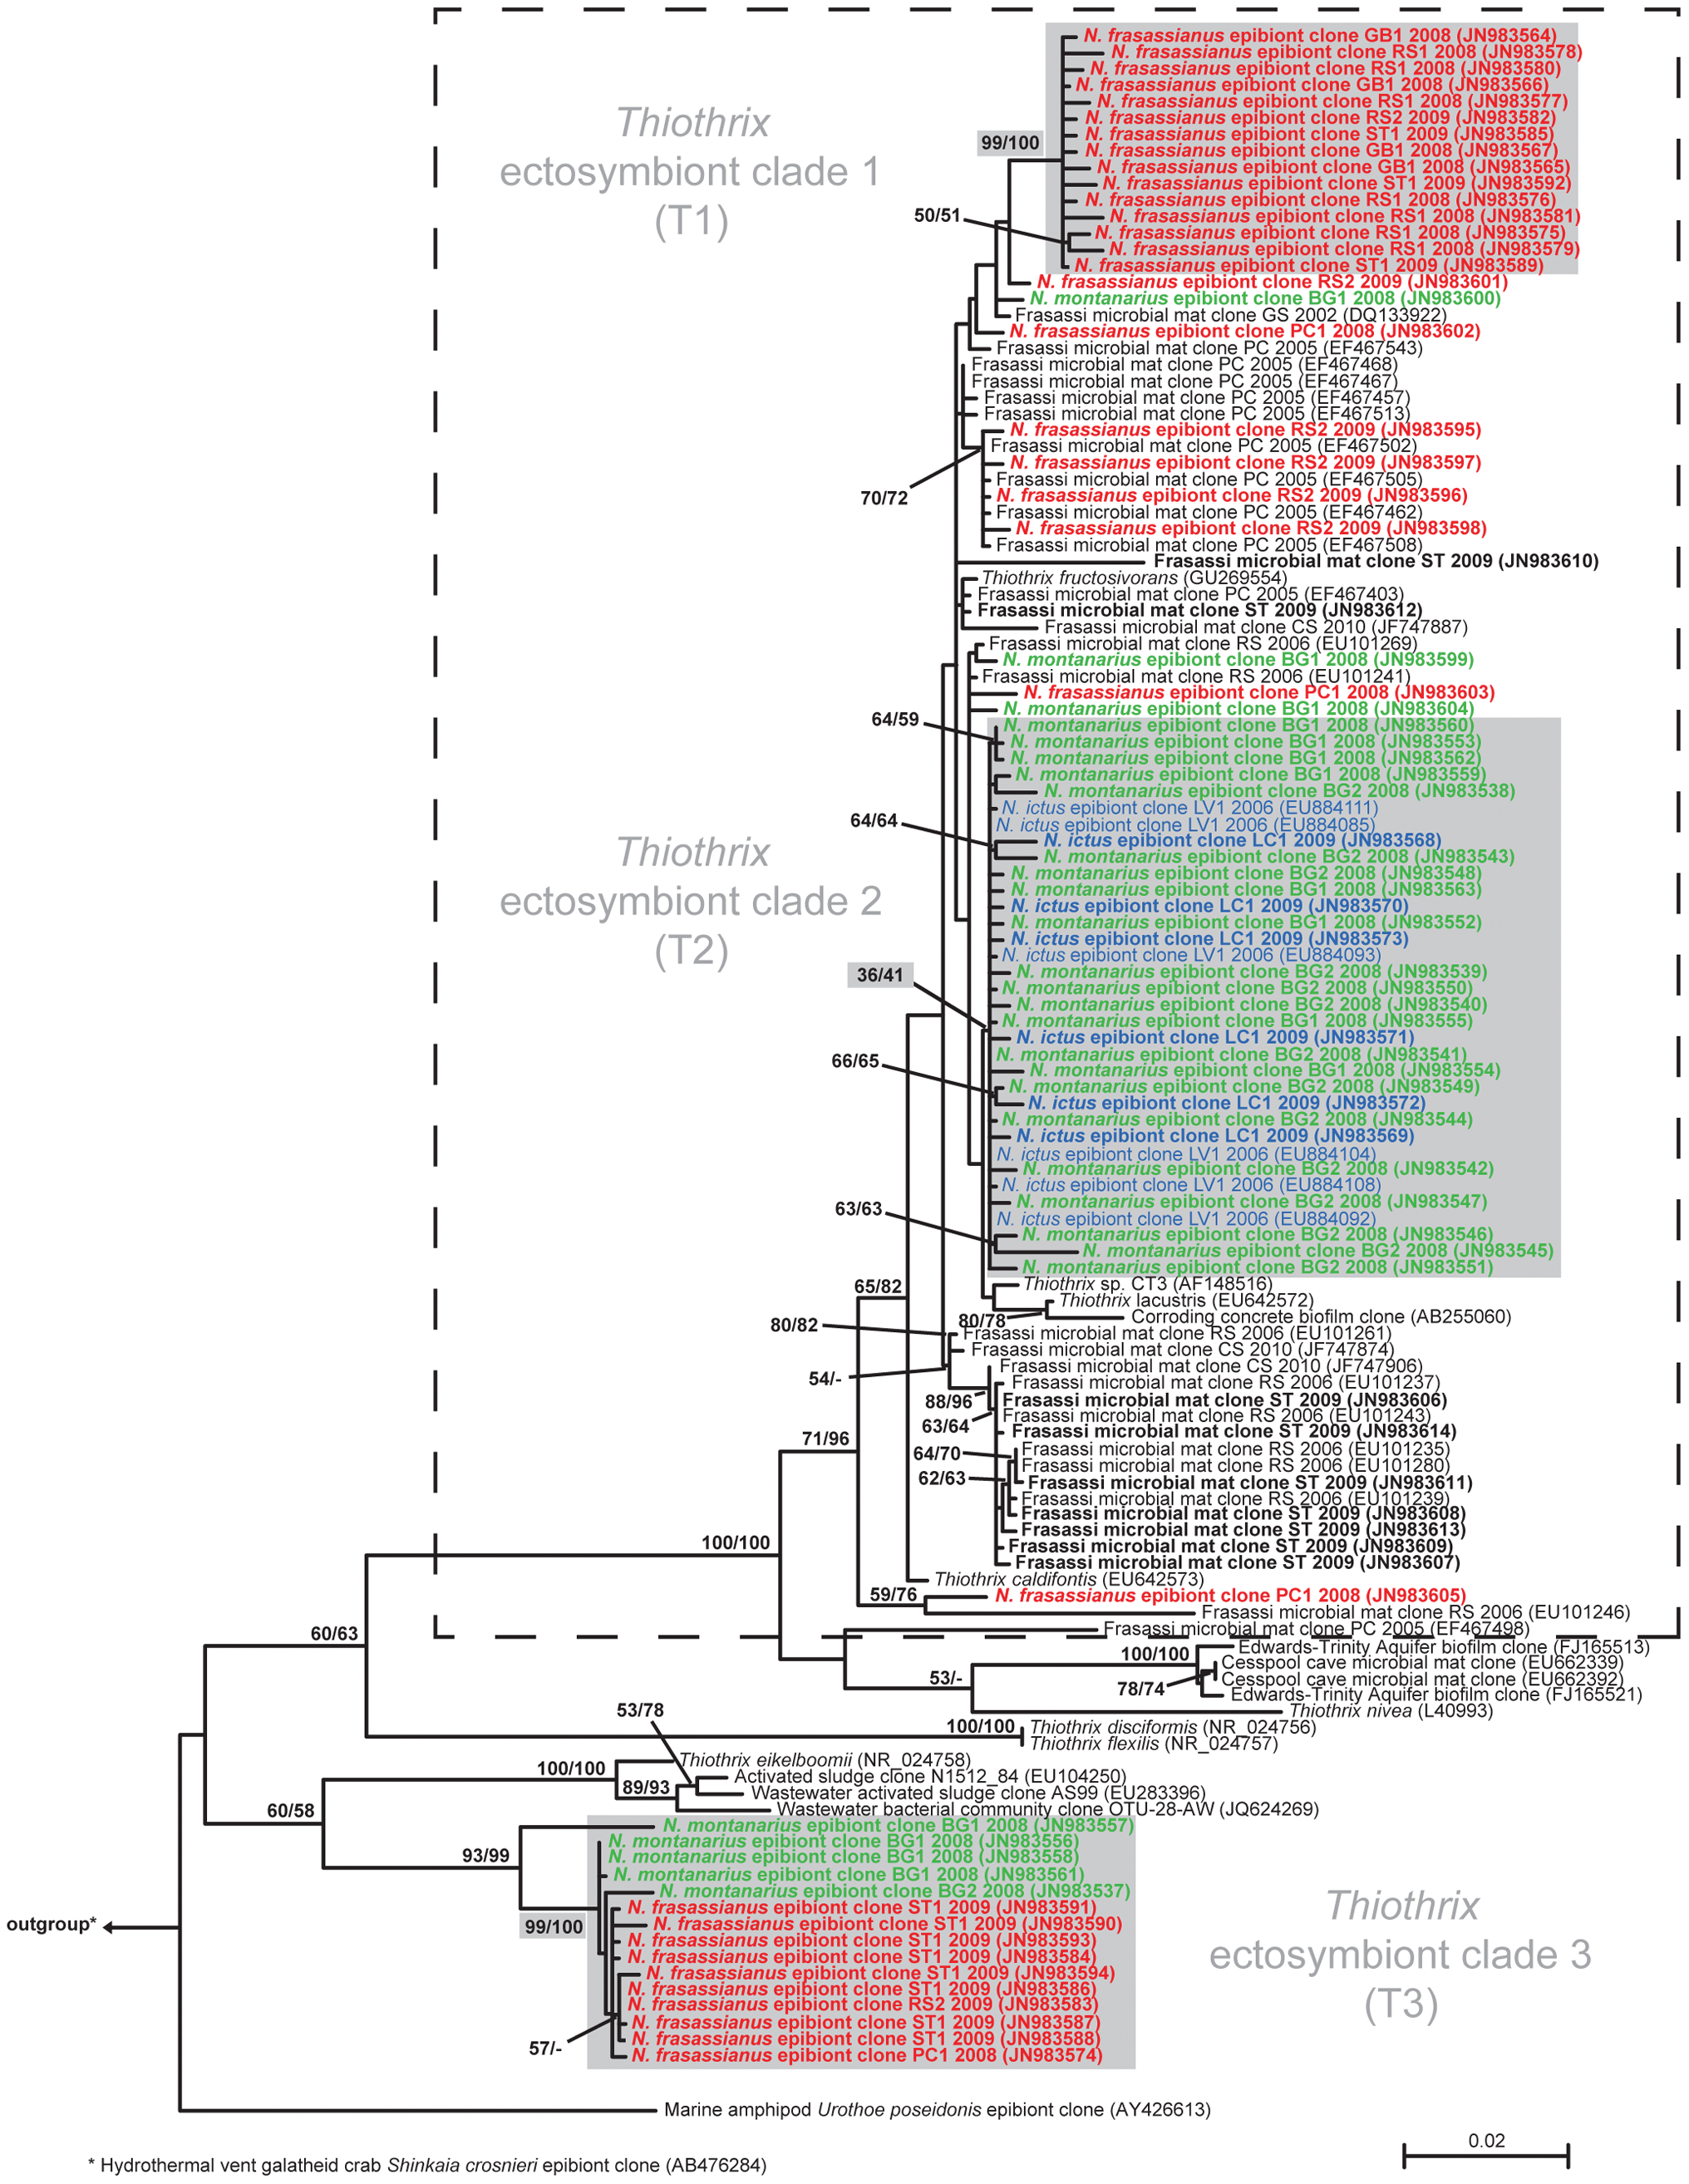 N. frasassianus epibiont clone GB1 2008 (JN983564)
N. frasassianus epibiont clone RS1 2008 (JN983578)
N. frasassianus epibiont clone RS1 2008 (JN983580)
N. frasassianus epibiont clone GB1 2008 (JN983566)
N. frasassianus epibiont clone RS1 2008 (JN983577)
N. frasassianus epibiont clone RS2 2009 (JN983582)
N. frasassianus epibiont clone ST1 2009 (JN983585)
N. frasassianus epibiont clone GB1 2008 (JN983567)
N. frasassianus epibiont clone GB1 2008 (JN983565)
N. frasassianus epibiont clone ST1 2009 (JN983592)
N. frasassianus epibiont clone RS1 2008 (JN983576)
N. frasassianus epibiont clone RS1 2008 (JN983581)
N. frasassianus epibiont clone RS1 2008 (JN983575)
N. frasassianus epibiont clone RS1 2008 (JN983579)
N. frasassianus epibiont clone ST1 2009 (JN983589)
99/100
50/51
Thiothrix
ectosymbiont clade 1
(T1)
N. frasassianus epibiont clone RS2 2009 (JN983601)
N. montanarius epibiont clone BG1 2008 (JN983600)
Frasassi microbial mat clone GS 2002 (DQ133922)
N. frasassianus epibiont clone PC1 2008 (JN983602)
Frasassi microbial mat clone PC 2005 (EF467543)
Frasassi microbial mat clone PC 2005 (EF467468)
Frasassi microbial mat clone PC 2005 (EF467467)
Frasassi microbial mat clone PC 2005 (EF467457)
Frasassi microbial mat clone PC 2005 (EF467513)
N. frasassianus epibiont clone RS2 2009 (JN983595)
Frasassi microbial mat clone PC 2005 (EF467502)
N. frasassianus epibiont clone RS2 2009 (JN983597)
Frasassi microbial mat clone PC 2005 (EF467505)
N. frasassianus epibiont clone RS2 2009 (JN983596)
70/72
Frasassi microbial mat clone PC 2005 (EF467462)
N. frasassianus epibiont clone RS2 2009 (JN983598)
Frasassi microbial mat clone PC 2005 (EF467508)
Frasassi microbial mat clone ST 2009 (JN983610)
Thiothrix fructosivorans (GU269554)
Frasassi microbial mat clone PC 2005 (EF467403)
Frasassi microbial mat clone ST 2009 (JN983612)
Frasassi microbial mat clone CS 2010 (JF747887)
Frasassi microbial mat clone RS 2006 (EU101269)
N. montanarius epibiont clone BG1 2008 (JN983599)
Frasassi microbial mat clone RS 2006 (EU101241)
N. frasassianus epibiont clone PC1 2008 (JN983603)
N. montanarius epibiont clone BG1 2008 (JN983604)
64/59
N. montanarius epibiont clone BG1 2008 (JN983560)
N. montanarius epibiont clone BG1 2008 (JN983553)
N. montanarius epibiont clone BG1 2008 (JN983562)
N. montanarius epibiont clone BG1 2008 (JN983559)
N. montanarius epibiont clone BG2 2008 (JN983538)
N. ictus epibiont clone LV1 2006 (EU884111)
64/64
N. ictus epibiont clone LV1 2006 (EU884085)
N. ictus epibiont clone LC1 2009 (JN983568)
N. montanarius epibiont clone BG2 2008 (JN983543)
N. montanarius epibiont clone BG2 2008 (JN983548)
N. montanarius epibiont clone BG1 2008 (JN983563)
N. ictus epibiont clone LC1 2009 (JN983570)
N. montanarius epibiont clone BG1 2008 (JN983552)
N. ictus epibiont clone LC1 2009 (JN983573)
N. ictus epibiont clone LV1 2006 (EU884093)
Thiothrix
ectosymbiont clade 2
(T2)
36/41
N. montanarius epibiont clone BG2 2008 (JN983539)
N. montanarius epibiont clone BG2 2008 (JN983550)
N. montanarius epibiont clone BG2 2008 (JN983540)
N. montanarius epibiont clone BG1 2008 (JN983555)
N. ictus epibiont clone LC1 2009 (JN983571)
N. montanarius epibiont clone BG2 2008 (JN983541)
66/65
N. montanarius epibiont clone BG1 2008 (JN983554)
N. montanarius epibiont clone BG2 2008 (JN983549)
N. ictus epibiont clone LC1 2009 (JN983572)
N. montanarius epibiont clone BG2 2008 (JN983544)
N. ictus epibiont clone LC1 2009 (JN983569)
N. ictus epibiont clone LV1 2006 (EU884104)
N. montanarius epibiont clone BG2 2008 (JN983542)
N. ictus epibiont clone LV1 2006 (EU884108)
N. montanarius epibiont clone BG2 2008 (JN983547)
63/63
N. ictus epibiont clone LV1 2006 (EU884092)
N. montanarius epibiont clone BG2 2008 (JN983546)
N. montanarius epibiont clone BG2 2008 (JN983545)
N. montanarius epibiont clone BG2 2008 (JN983551)
65/82
Thiothrix sp. CT3 (AF148516)
Thiothrix lacustris (EU642572)
80/78
Corroding concrete biofilm clone (AB255060)
80/82
Frasassi microbial mat clone RS 2006 (EU101261)
Frasassi microbial mat clone CS 2010 (JF747874)
54/-
Frasassi microbial mat clone CS 2010 (JF747906)
Frasassi microbial mat clone RS 2006 (EU101237)
88/96
Frasassi microbial mat clone ST 2009 (JN983606)
Frasassi microbial mat clone RS 2006 (EU101243)
63/64
Frasassi microbial mat clone ST 2009 (JN983614)
71/96
Frasassi microbial mat clone RS 2006 (EU101235)
64/70
Frasassi microbial mat clone RS 2006 (EU101280)
62/63
Frasassi microbial mat clone ST 2009 (JN983611)
Frasassi microbial mat clone RS 2006 (EU101239)
Frasassi microbial mat clone ST 2009 (JN983608)
Frasassi microbial mat clone ST 2009 (JN983613)
100/100
Frasassi microbial mat clone ST 2009 (JN983609)
Frasassi microbial mat clone ST 2009 (JN983607)
Thiothrix caldifontis (EU642573)
59/76
N. frasassianus epibiont clone PC1 2008 (JN983605)
Frasassi microbial mat clone RS 2006 (EU101246)
60/63
Frasassi microbial mat clone PC 2005 (EF467498)
100/100
Edwards-Trinity Aquifer biofilm clone (FJ165513)
Cesspool cave microbial mat clone (EU662339)
53/-
78/74
Cesspool cave microbial mat clone (EU662392)
Edwards-Trinity Aquifer biofilm clone (FJ165521)
Thiothrix nivea (L40993)
53/78
100/100
Thiothrix disciformis (NR_024756)
Thiothrix flexilis (NR_024757)
100/100
Thiothrix eikelboomii (NR_024758)
Activated sludge clone N1512_84 (EU104250)
89/93
Wastewater activated sludge clone AS99 (EU283396)
60/58
Wastewater bacterial community clone OTU-28-AW (JQ624269)
N. montanarius epibiont clone BG1 2008 (JN983557)
N. montanarius epibiont clone BG1 2008 (JN983556)
93/99
N. montanarius epibiont clone BG1 2008 (JN983558)
N. montanarius epibiont clone BG1 2008 (JN983561)
N. montanarius epibiont clone BG2 2008 (JN983537)
N. frasassianus epibiont clone ST1 2009 (JN983591)
outgroup*
99/100
N. frasassianus epibiont clone ST1 2009 (JN983590)
N. frasassianus epibiont clone ST1 2009 (JN983593)
N. frasassianus epibiont clone ST1 2009 (JN983584)
N. frasassianus epibiont clone ST1 2009 (JN983594)
N. frasassianus epibiont clone ST1 2009 (JN983586)
N. frasassianus epibiont clone RS2 2009 (JN983583)
N. frasassianus epibiont clone ST1 2009 (JN983587)
N. frasassianus epibiont clone ST1 2009 (JN983588)
57/-
N. frasassianus epibiont clone PC1 2008 (JN983574)
Thiothrix
ectosymbiont clade 3
(T3)
Marine amphipod Urothoe poseidonis epibiont clone (AY426613)
0.02
* Hydrothermal vent galatheid crab Shinkaia crosnieri epibiont clone (AB476284)